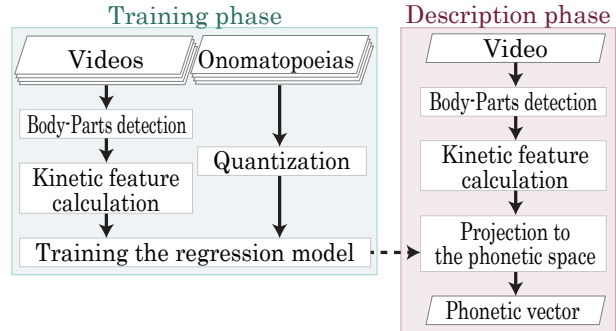 Training phase
Videos
Onomatopoeias
Body-Parts detection
Kinetic feature
calculation
Quantization
Training the regression model
Description phase
Video
Body-Parts detection
Kinetic feature
calculation
Projection to
the phonetic space
Phonetic vector